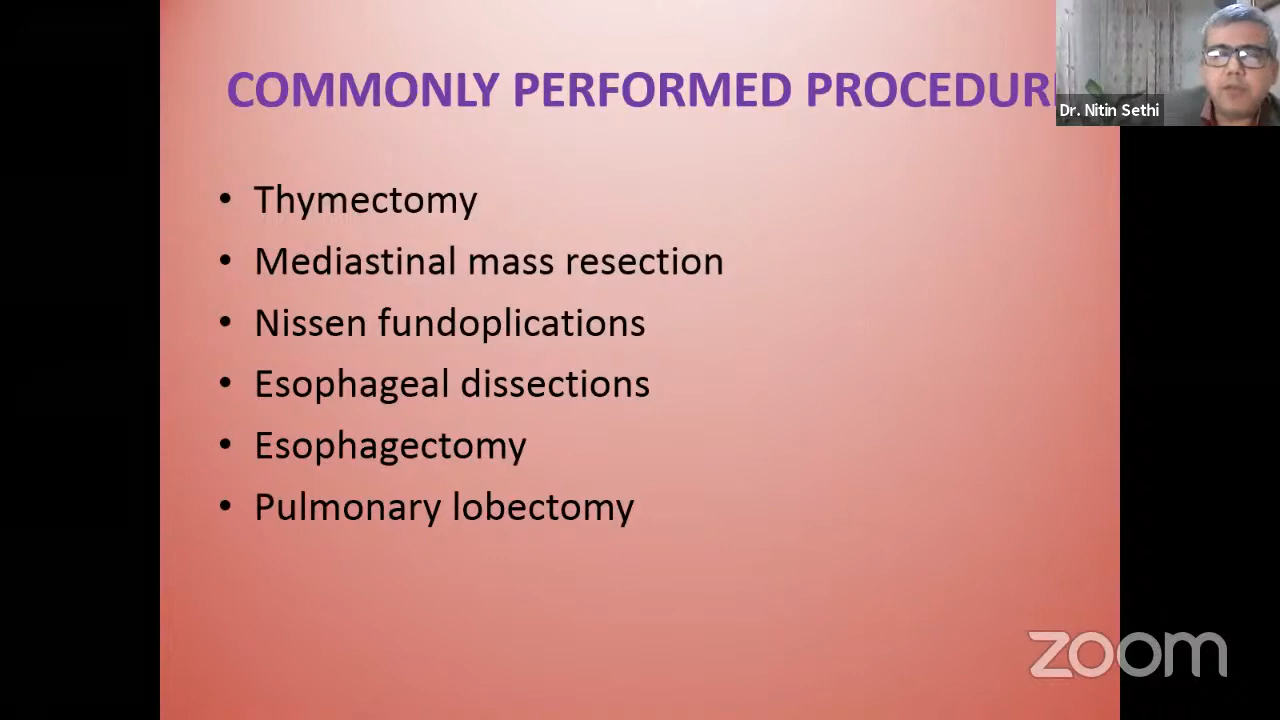 COMMONLY PERFORMED PROCEDUR
Dr. Nitin Sethi
• Thymectomy
• Mediastinal mass resection
• Nissen fundoplications
• Esophageal dissections
• Esophagectomy
• Pulmonary lobectomy
zoom